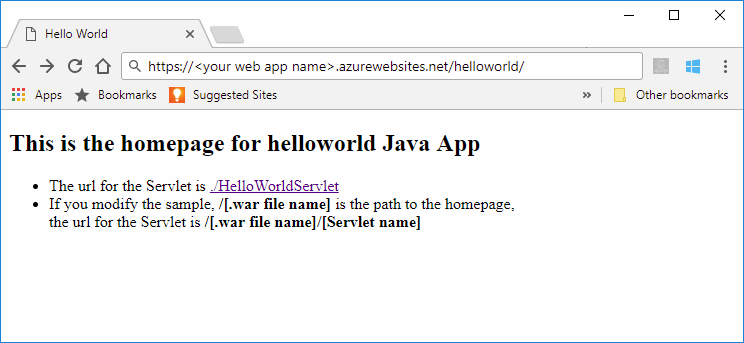 Hello World
https://<your web app name>.azurewebsites.net/helloworld/
Apps Bookmarks Suggested Sites » Other bookmarks
This is the homepage for helloworld Java App
• The url for the Servlet is ./HelloWorldServlet
• If you modify the sample, /[.war file name] is the path to the homepage,
the url for the Servlet is /[.war file name]/[Servlet name]